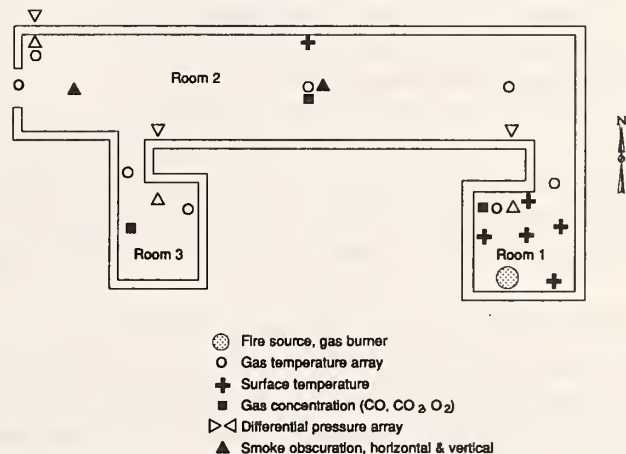 Room 2
N
Room 3
Room 1
Fire source, gas burner
Gas temperature array
Surface temperature
Gas concentration (CO, CO2, O2)
Differential pressure array
Smoke obscuration, horizontal & vertical